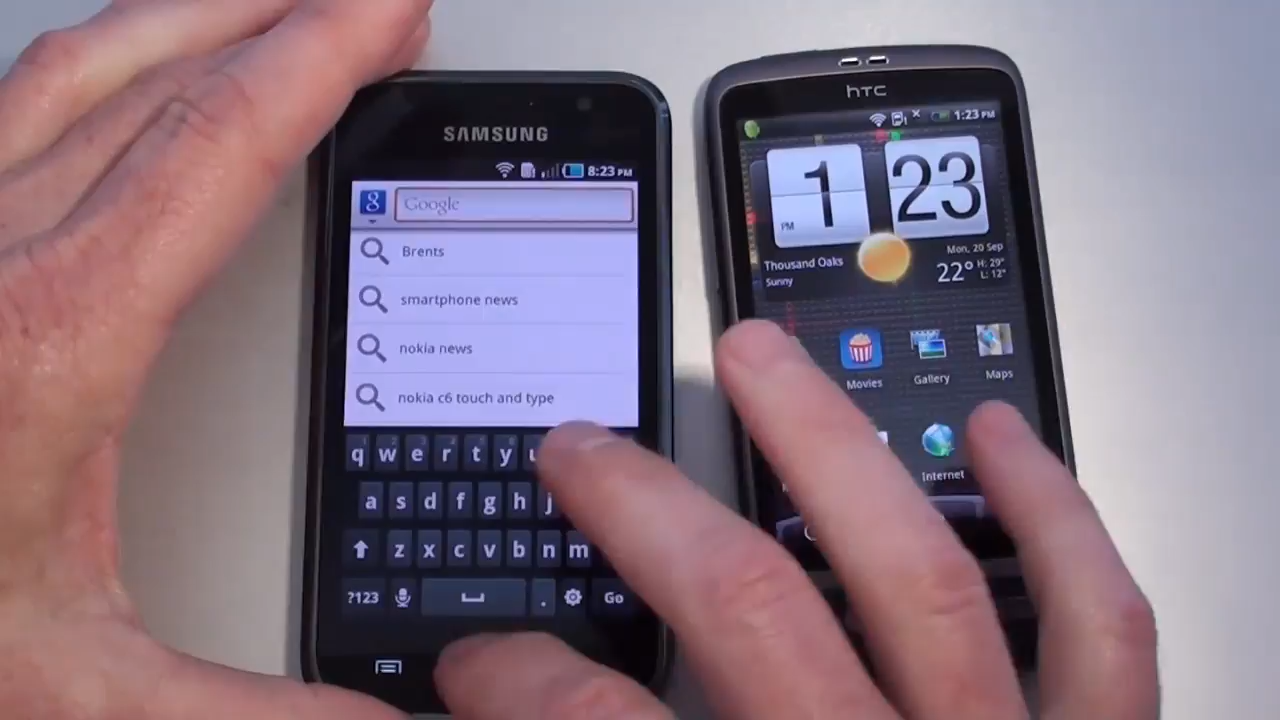 SAMSUNG
8:23 PM
8
Google
Brents
smartphone news
nokia news
nokia c6 touch and type
q w e r t y u
a s d f g h j
z x c v b n m
?123 . Go
hTC
1:23 PM
1 23
PM
Thousand Oaks
Sunny
Mon, 20 Sep
22° H: 29°
L: 12°
Movies
Gallery
Maps
Internet